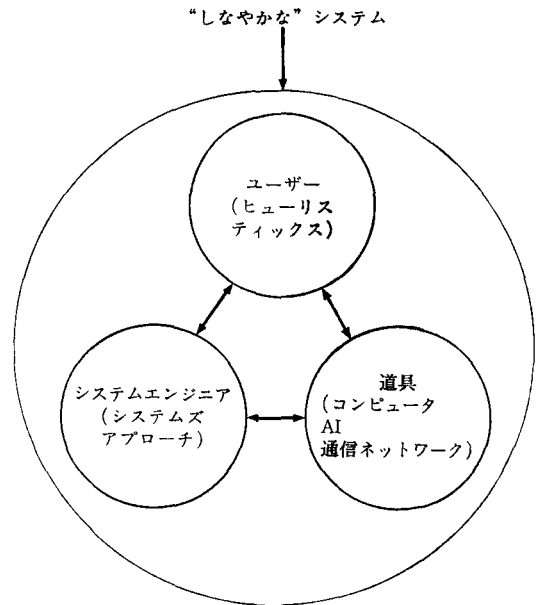 “しなやかな” システム
ユーザー
(ヒューリス
ティックス)
システムエンジニア
(システムズ
アプローチ)
道具
(コンピュータ
AI
通信ネットワーク)